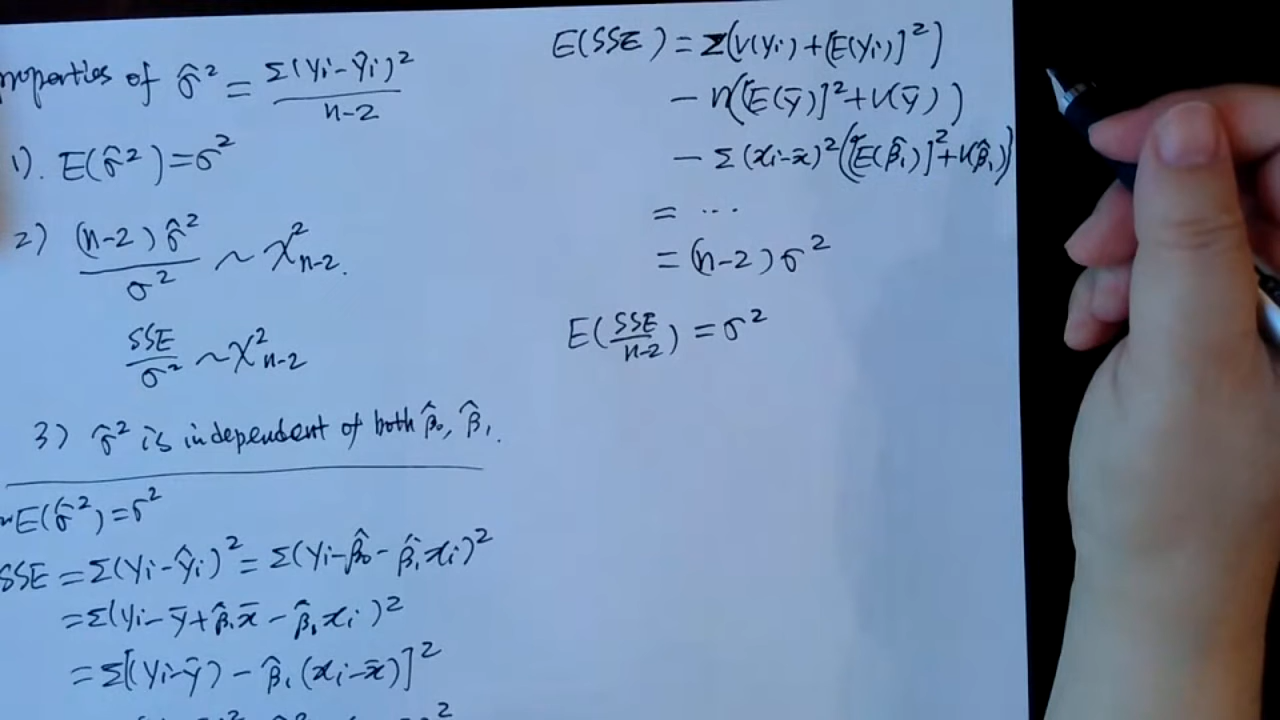 properties of σ̂² = Σ(yi-ŷi)² / n-2
1). E(σ̂²)=σ²
2) (n-2)σ̂² / σ² ~ χ²n-2.
SSE / σ² ~ χ²n-2
3) σ̂² is independent of both β̂₀, β̂₁.
E(σ̂²)=σ²
SSE = Σ(yi-ŷi)² = Σ(yi-β̂₀-β̂₁xi)²
= Σ(yi-ȳ+β̂₁x̄-β̂₁xi)²
= Σ[(yi-ȳ)-β̂₁(xi-x̄)]²
E(SSE) = Σ(V(yi)+[E(yi)]²)
- n([E(ȳ)]²+V(ȳ))
- Σ(xi-x̄)²([E(β̂₁)]²+V(β̂₁))
= ...
= (n-2)σ²
E(SSE / n-2) = σ²